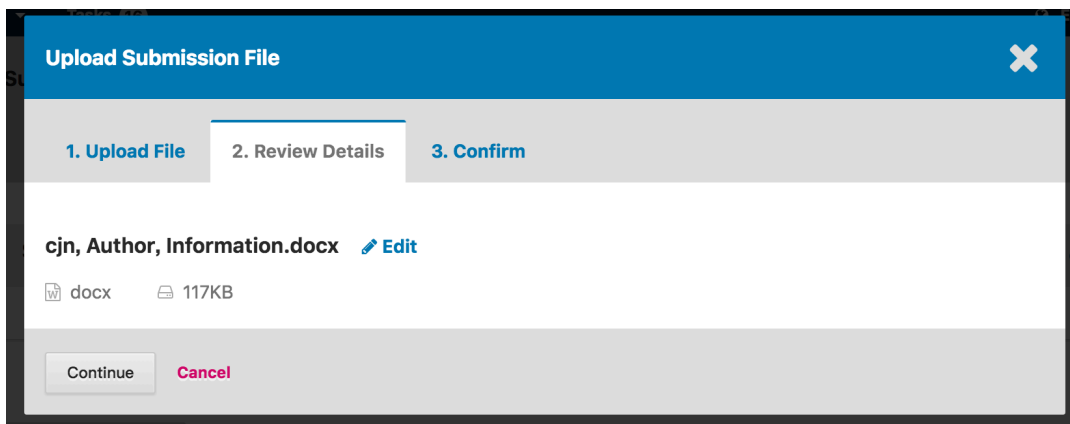 Upload Submission File
1. Upload File 2. Review Details 3. Confirm
cjn, Author, Information.docx Edit
docx 117KB
Continue Cancel